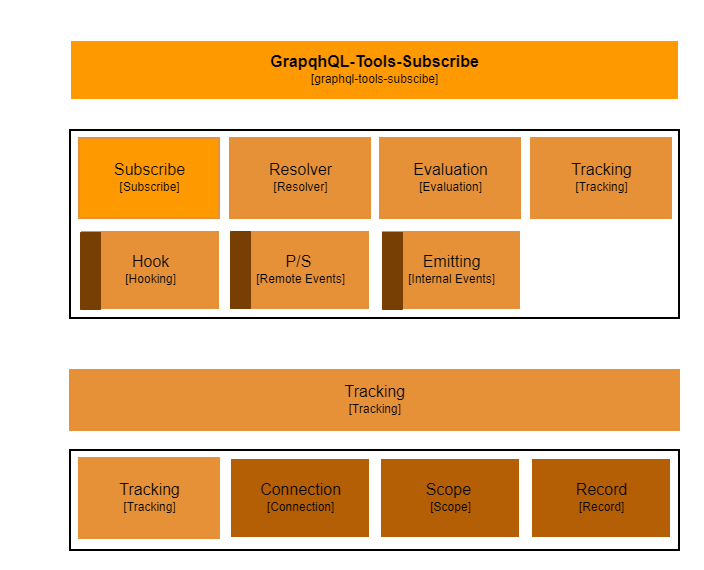 GrapqhQL-Tools-Subscribe
[graphql-tools-subscibe]
Subscribe
[Subscribe]
Resolver
[Resolver]
Evaluation
[Evaluation]
Tracking
[Tracking]
Hook
[Hooking]
P/S
[Remote Events]
Emitting
[Internal Events]
Tracking
[Tracking]
Tracking
[Tracking]
Connection
[Connection]
Scope
[Scope]
Record
[Record]